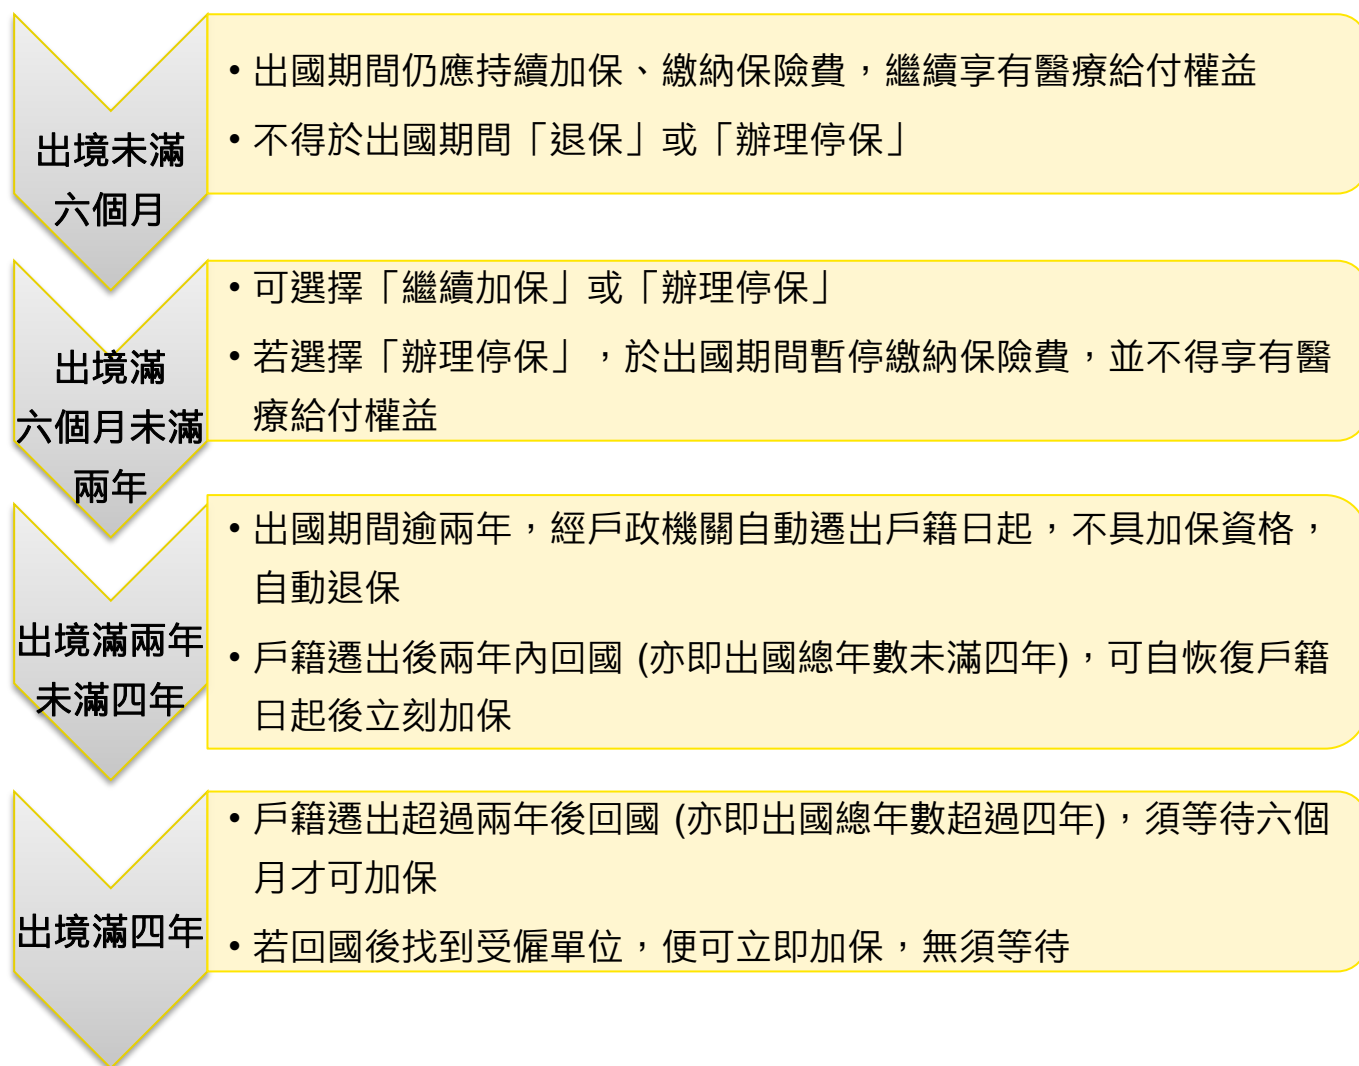 出境未滿
六個月
• 出國期間仍應持續加保、繳納保險費，繼續享有醫療給付權益
• 不得於出國期間「退保」或「辦理停保」
出境滿
六個月未滿
兩年
• 可選擇「繼續加保」或「辦理停保」
• 若選擇「辦理停保」，於出國期間暫停繳納保險費，並不得享有醫
療給付權益
出境滿兩年
未滿四年
• 出國期間逾兩年，經戶政機關自動遷出戶籍日起，不具加保資格，
自動退保
• 戶籍遷出後兩年內回國 (亦即出國總年數未滿四年)，可自恢復戶籍
日起後立刻加保
出境滿四年
• 戶籍遷出超過兩年後回國 (亦即出國總年數超過四年)，須等待六個
月才可加保
• 若回國後找到受僱單位，便可立即加保，無須等待